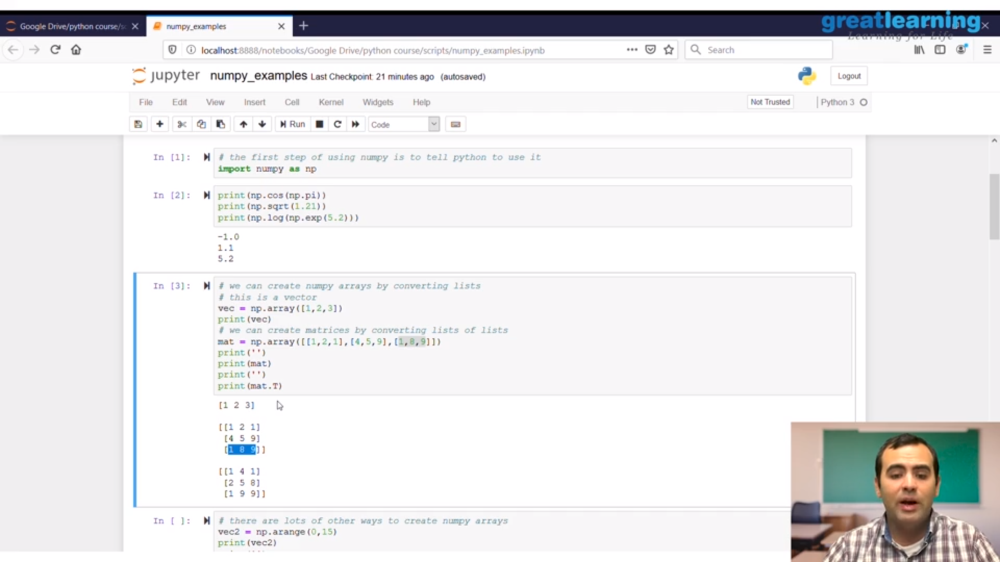 greatlearning
Learning for Life
Google Drive/python course/sc
numpy_examples
localhost:8888/notebooks/Google Drive/python course/scripts/numpy_examples.ipynb
Search
jupyter numpy_examples Last Checkpoint: 21 minutes ago (autosaved)
Logout
File Edit View Insert Cell Kernel Widgets Help
Not Trusted
Python 3
Run
Code
In [1]:
# the first step of using numpy is to tell python to use it
import numpy as np
In [2]:
print(np.cos(np.pi))
print(np.sqrt(1.21))
print(np.log(np.exp(5.2)))
-1.0
1.1
5.2
In [3]:
# we can create numpy arrays by converting lists
# this is a vector
vec = np.array([1,2,3])
print(vec)
# we can create matrices by converting lists of lists
mat = np.array([[1,2,1],[4,5,9],[1,8,9]])
print('')
print(mat)
print('')
print(mat.T)
[1 2 3]
[[1 2 1]
[4 5 9]
[1 8 9]]
[[1 4 1]
[2 5 8]
[1 9 9]]
In [ ]:
# there are lots of other ways to create numpy arrays
vec2 = np.arange(0,15)
print(vec2)